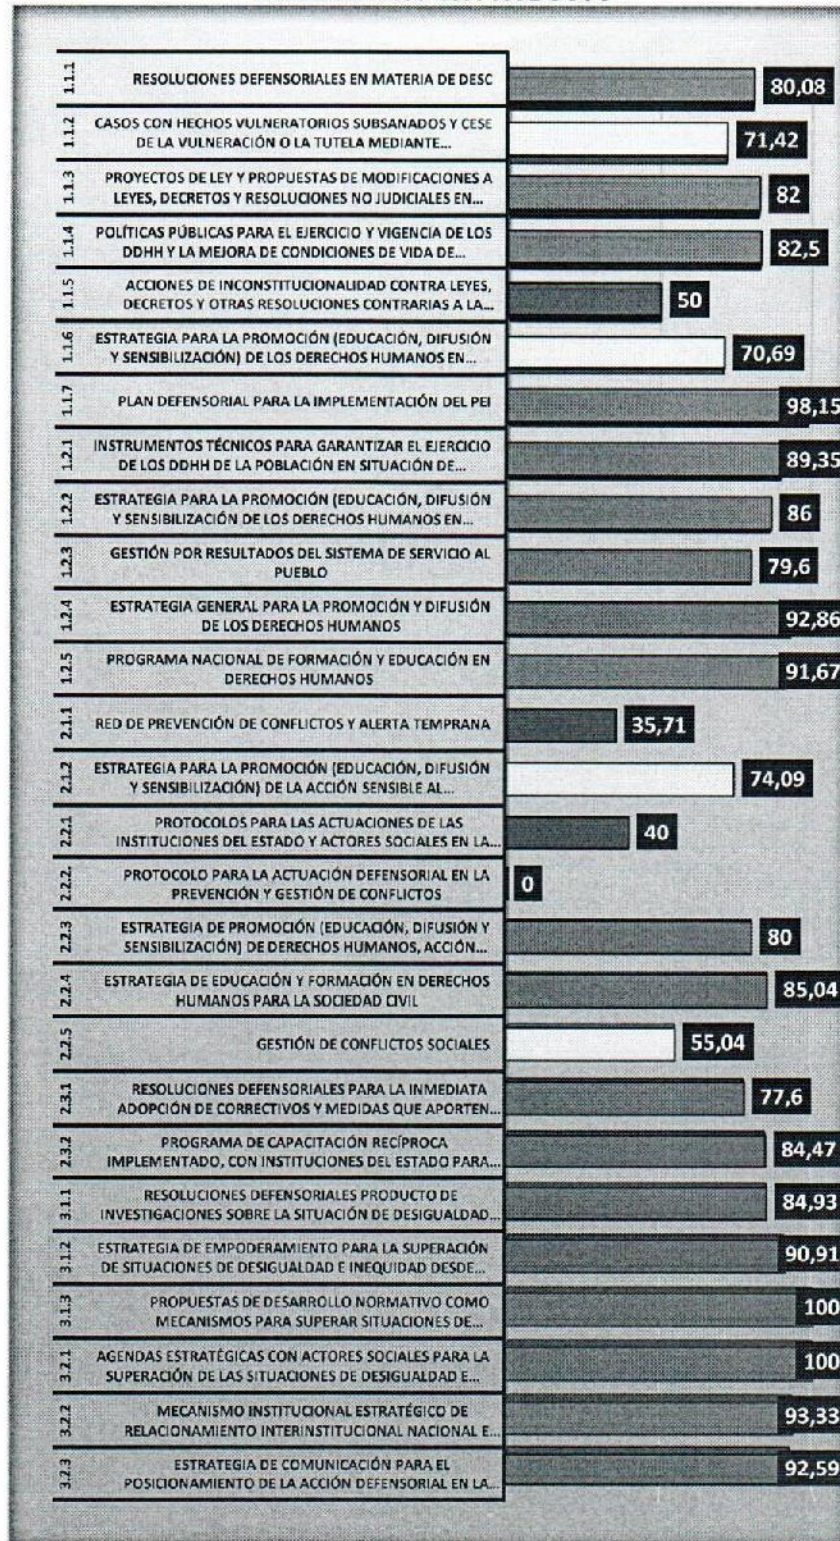 1.1.1
RESOLUCIONES DEFENSORIALES EN MATERIA DE DESC
80,08
1.1.2
CASOS CON HECHOS VULNERATORIOS SUBSANADOS Y CESE
DE LA VULNERACIÓN O LA TUTELA MEDIANTE...
71,42
1.1.3
PROYECTOS DE LEY Y PROPUESTAS DE MODIFICACIONES A
LEYES, DECRETOS Y RESOLUCIONES NO JUDICIALES EN...
82
1.1.4
POLÍTICAS PÚBLICAS PARA EL EJERCICIO Y VIGENCIA DE LOS
DDHH Y LA MEJORA DE CONDICIONES DE VIDA DE...
82,5
1.1.5
ACCIONES DE INCONSTITUCIONALIDAD CONTRA LEYES,
DECRETOS Y OTRAS RESOLUCIONES CONTRARIAS A LA...
50
1.1.6
ESTRATEGIA PARA LA PROMOCIÓN (EDUCACIÓN, DIFUSIÓN
Y SENSIBILIZACIÓN) DE LOS DERECHOS HUMANOS EN...
70,69
1.1.7
PLAN DEFENSORIAL PARA LA IMPLEMENTACIÓN DEL PEI
98,15
1.2.1
INSTRUMENTOS TÉCNICOS PARA GARANTIZAR EL EJERCICIO
DE LOS DDHH DE LA POBLACIÓN EN SITUACIÓN DE...
89,35
1.2.2
ESTRATEGIA PARA LA PROMOCIÓN (EDUCACIÓN, DIFUSIÓN
Y SENSIBILIZACIÓN DE LOS DERECHOS HUMANOS EN...
86
1.2.3
GESTIÓN POR RESULTADOS DEL SISTEMA DE SERVICIO AL
PUEBLO
79,6
1.2.4
ESTRATEGIA GENERAL PARA LA PROMOCIÓN Y DIFUSIÓN
DE LOS DERECHOS HUMANOS
92,86
1.2.5
PROGRAMA NACIONAL DE FORMACIÓN Y EDUCACIÓN EN
DERECHOS HUMANOS
91,67
2.1.1
RED DE PREVENCIÓN DE CONFLICTOS Y ALERTA TEMPRANA
35,71
2.1.2
ESTRATEGIA PARA LA PROMOCIÓN (EDUCACIÓN, DIFUSIÓN
Y SENSIBILIZACIÓN) DE LA ACCIÓN SENSIBLE AL...
74,09
2.2.1
PROTOCOLOS PARA LAS ACTUACIONES DE LAS
INSTITUCIONES DEL ESTADO Y ACTORES SOCIALES EN LA...
40
2.2.2.
PROTOCOLO PARA LA ACTUACIÓN DEFENSORIAL EN LA
PREVENCIÓN Y GESTIÓN DE CONFLICTOS
0
2.2.3
ESTRATEGIA DE PROMOCIÓN (EDUCACIÓN, DIFUSIÓN Y
SENSIBILIZACIÓN) DE DERECHOS HUMANOS, ACCIÓN...
80
2.2.4
ESTRATEGIA DE EDUCACIÓN Y FORMACIÓN EN DERECHOS
HUMANOS PARA LA SOCIEDAD CIVIL
85,04
2.2.5
GESTIÓN DE CONFLICTOS SOCIALES
55,04
2.3.1
RESOLUCIONES DEFENSORIALES PARA LA INMEDIATA
ADOPCIÓN DE CORRECTIVOS Y MEDIDAS QUE APORTEN...
77,6
2.3.2
PROGRAMA DE CAPACITACIÓN RECÍPROCA
IMPLEMENTADO, CON INSTITUCIONES DEL ESTADO PARA...
84,47
3.1.1
RESOLUCIONES DEFENSORIALES PRODUCTO DE
INVESTIGACIONES SOBRE LA SITUACIÓN DE DESIGUALDAD...
84,93
3.1.2
ESTRATEGIA DE EMPODERAMIENTO PARA LA SUPERACIÓN
DE SITUACIONES DE DESIGUALDAD E INEQUIDAD DESDE...
90,91
3.1.3
PROPUESTAS DE DESARROLLO NORMATIVO COMO
MECANISMOS PARA SUPERAR SITUACIONES DE...
100
3.2.1
AGENDAS ESTRATÉGICAS CON ACTORES SOCIALES PARA LA
SUPERACIÓN DE LAS SITUACIONES DE DESIGUALDAD E...
100
3.2.2
MECANISMO INSTITUCIONAL ESTRATÉGICO DE
RELACIONAMIENTO INTERINSTITUCIONAL NACIONAL E...
93,33
3.2.3
ESTRATEGIA DE COMUNICACIÓN PARA EL
POSICIONAMIENTO DE LA ACCIÓN DEFENSORIAL EN LA...
92,59